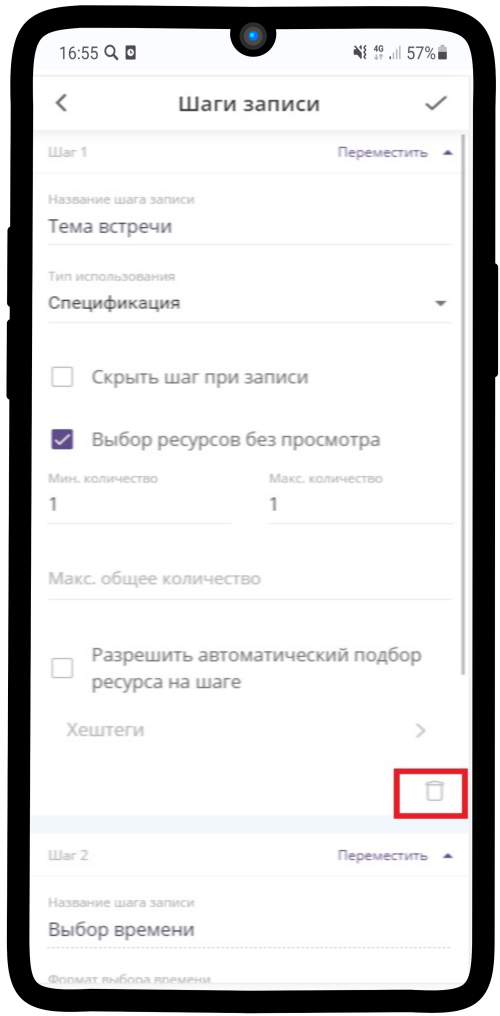 16:55 4G 57%
Шаги записи
Шаг 1 Переместить
Название шага записи
Тема встречи
Тип использования
Спецификация
Скрыть шаг при записи
Выбор ресурсов без просмотра
Мин. количество Макс. количество
1 1
Макс. общее количество
Разрешить автоматический подбор
ресурса на шаге
Хештеги
Шаг 2 Переместить
Название шага записи
Выбор времени
Формат выбора времени